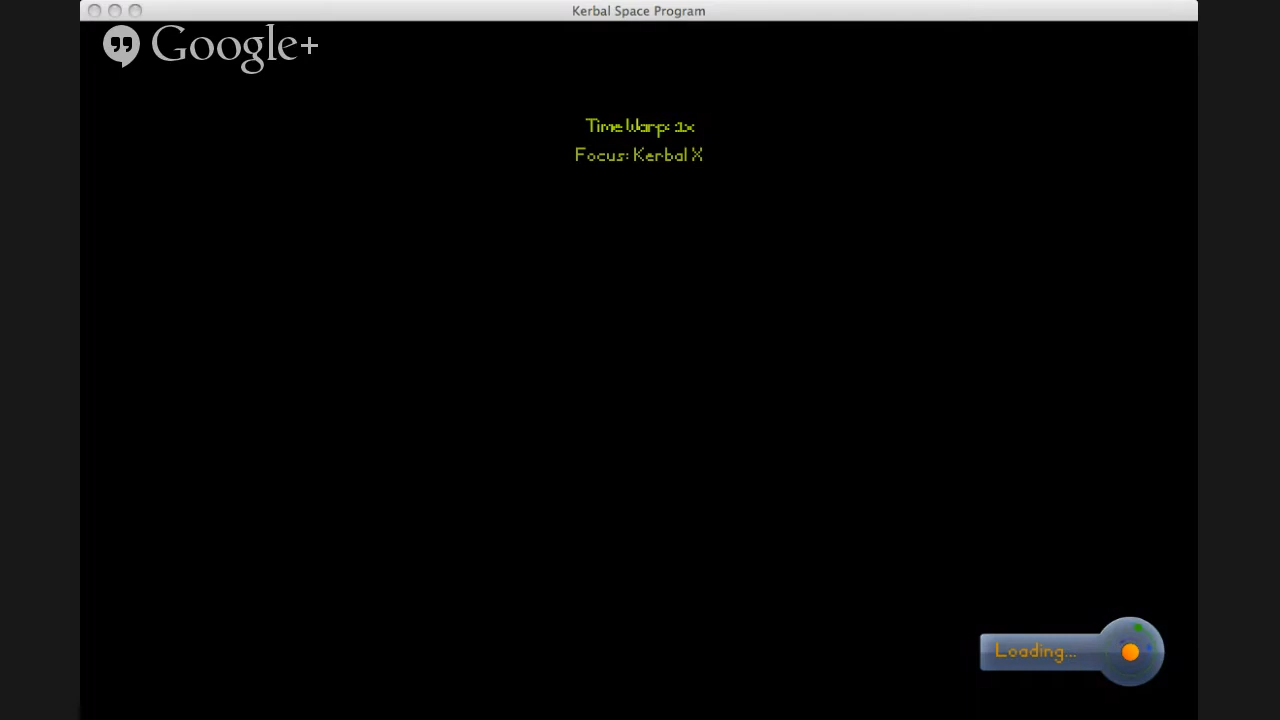 Kerbal Space Program
Google+
Time Warp: 1x
Focus: Kerbal X
Loading...